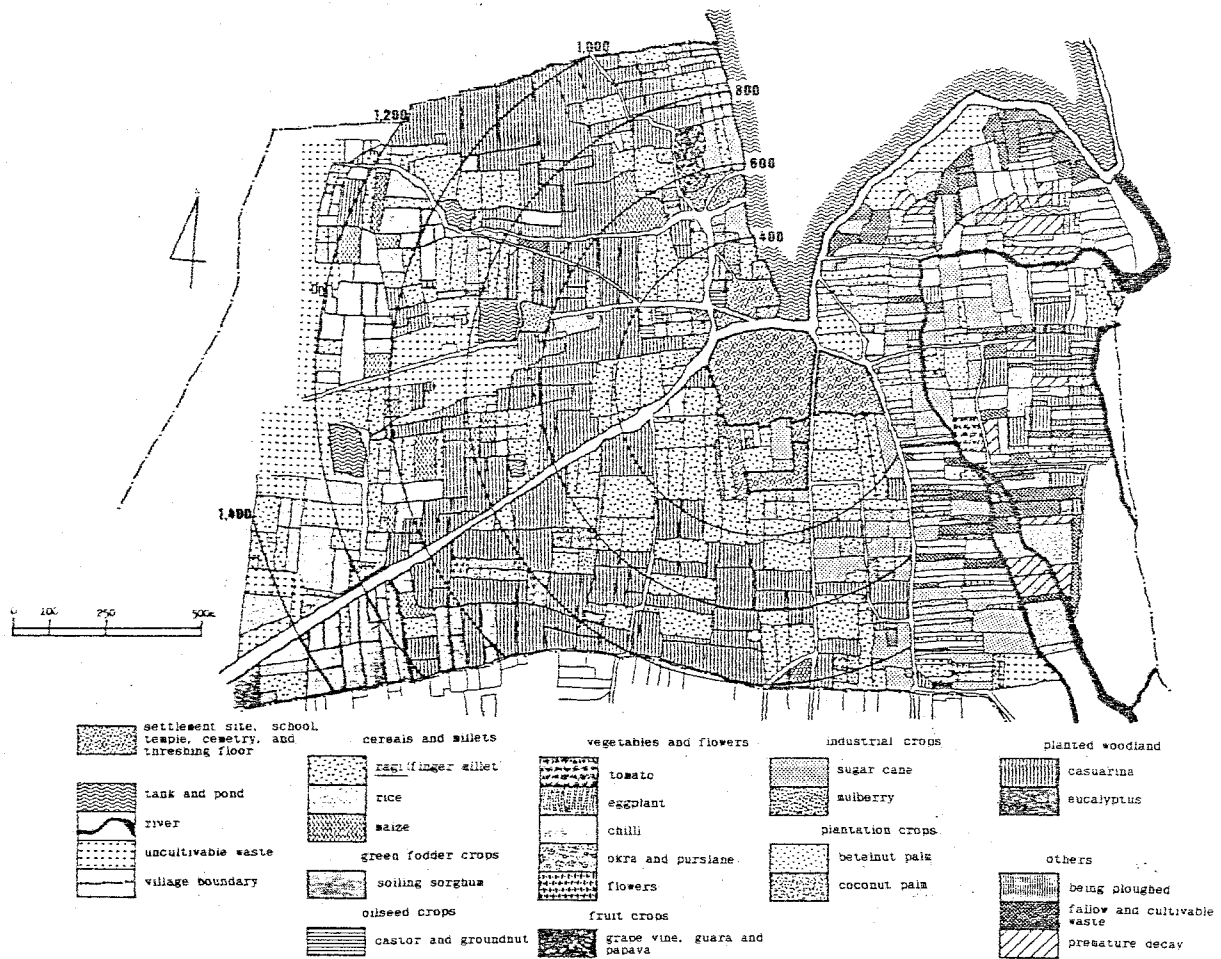 1,000
800
1,200
600
400
1,400
0 100 250 500m
settlement site, school,
temple, cemetry, and
threshing floor
tank and pond
river
uncultivable waste
village boundary
cereals and millets
ragi(finger millet)
rice
maize
green fodder crops
soiling sorghum
oilseed crops
castor and groundnut
vegetables and flowers
tomato
eggplant
chilli
okra and purslane
flowers
fruit crops
grape vine, guara and
papava
industrial crops
sugar cane
mulberry
plantation crops
betelnut palm
coconut palm
planted woodland
casuarina
eucalyptus
others
being ploughed
fallow and cultivable
waste
premature decay